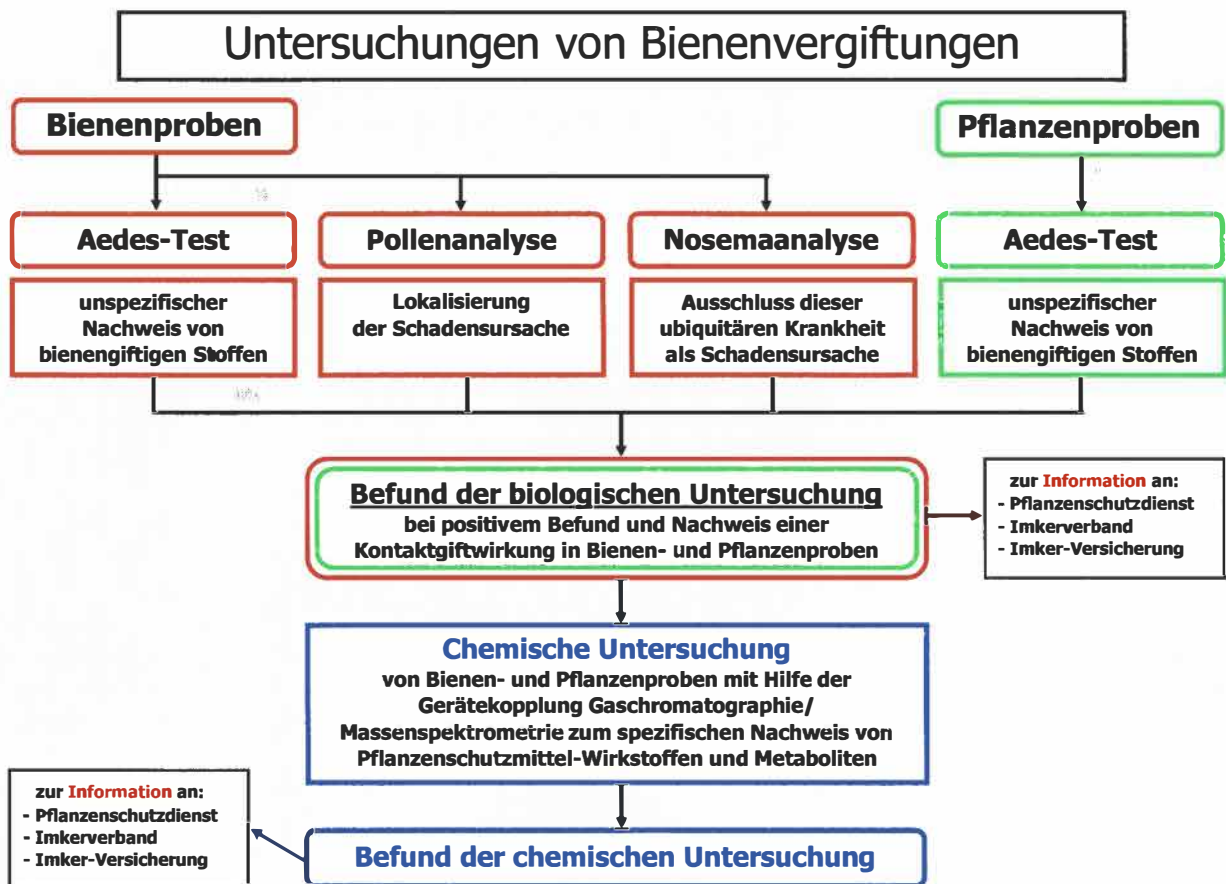 Untersuchungen von Bienenvergiftungen
Bienenproben
Pflanzenproben
Aedes-Test
Pollenanalyse
Nosemaanalyse
Aedes-Test
unspezifischer
Nachweis von
bienengiftigen Stoffen
Lokalisierung
der Schadensursache
Ausschluss dieser
ubiquitären Krankheit
als Schadensursache
unspezifischer
Nachweis von
bienengiftigen Stoffen
Befund der biologischen Untersuchung
bei positivem Befund und Nachweis einer
Kontaktgiftwirkung in Bienen- und Pflanzenproben
zur Information an:
- Pflanzenschutzdienst
- Imkerverband
- Imker-Versicherung
Chemische Untersuchung
von Bienen- und Pflanzenproben mit Hilfe der
Gerätekopplung Gaschromatographie/
Massenspektrometrie zum spezifischen Nachweis von
Pflanzenschutzmittel-Wirkstoffen und Metaboliten
zur Information an:
- Pflanzenschutzdienst
- Imkerverband
- Imker-Versicherung
Befund der chemischen Untersuchung